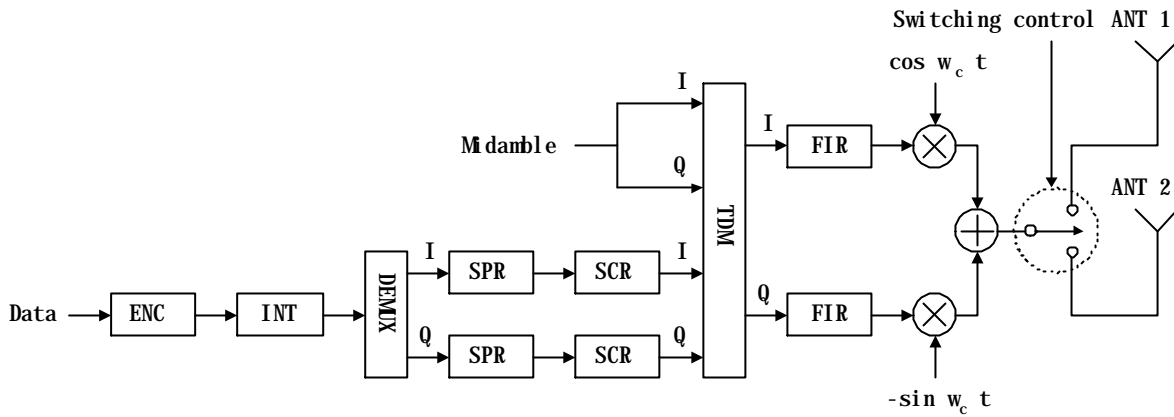 Switching control ANT 1
cos w_c t
I
I
Midamble
FIR
Q
ANT 2
TDM
I
I
SPR
SCR
DEMUX
Data
ENC
INT
Q
FIR
Q
Q
SPR
SCR
-sin w_c t